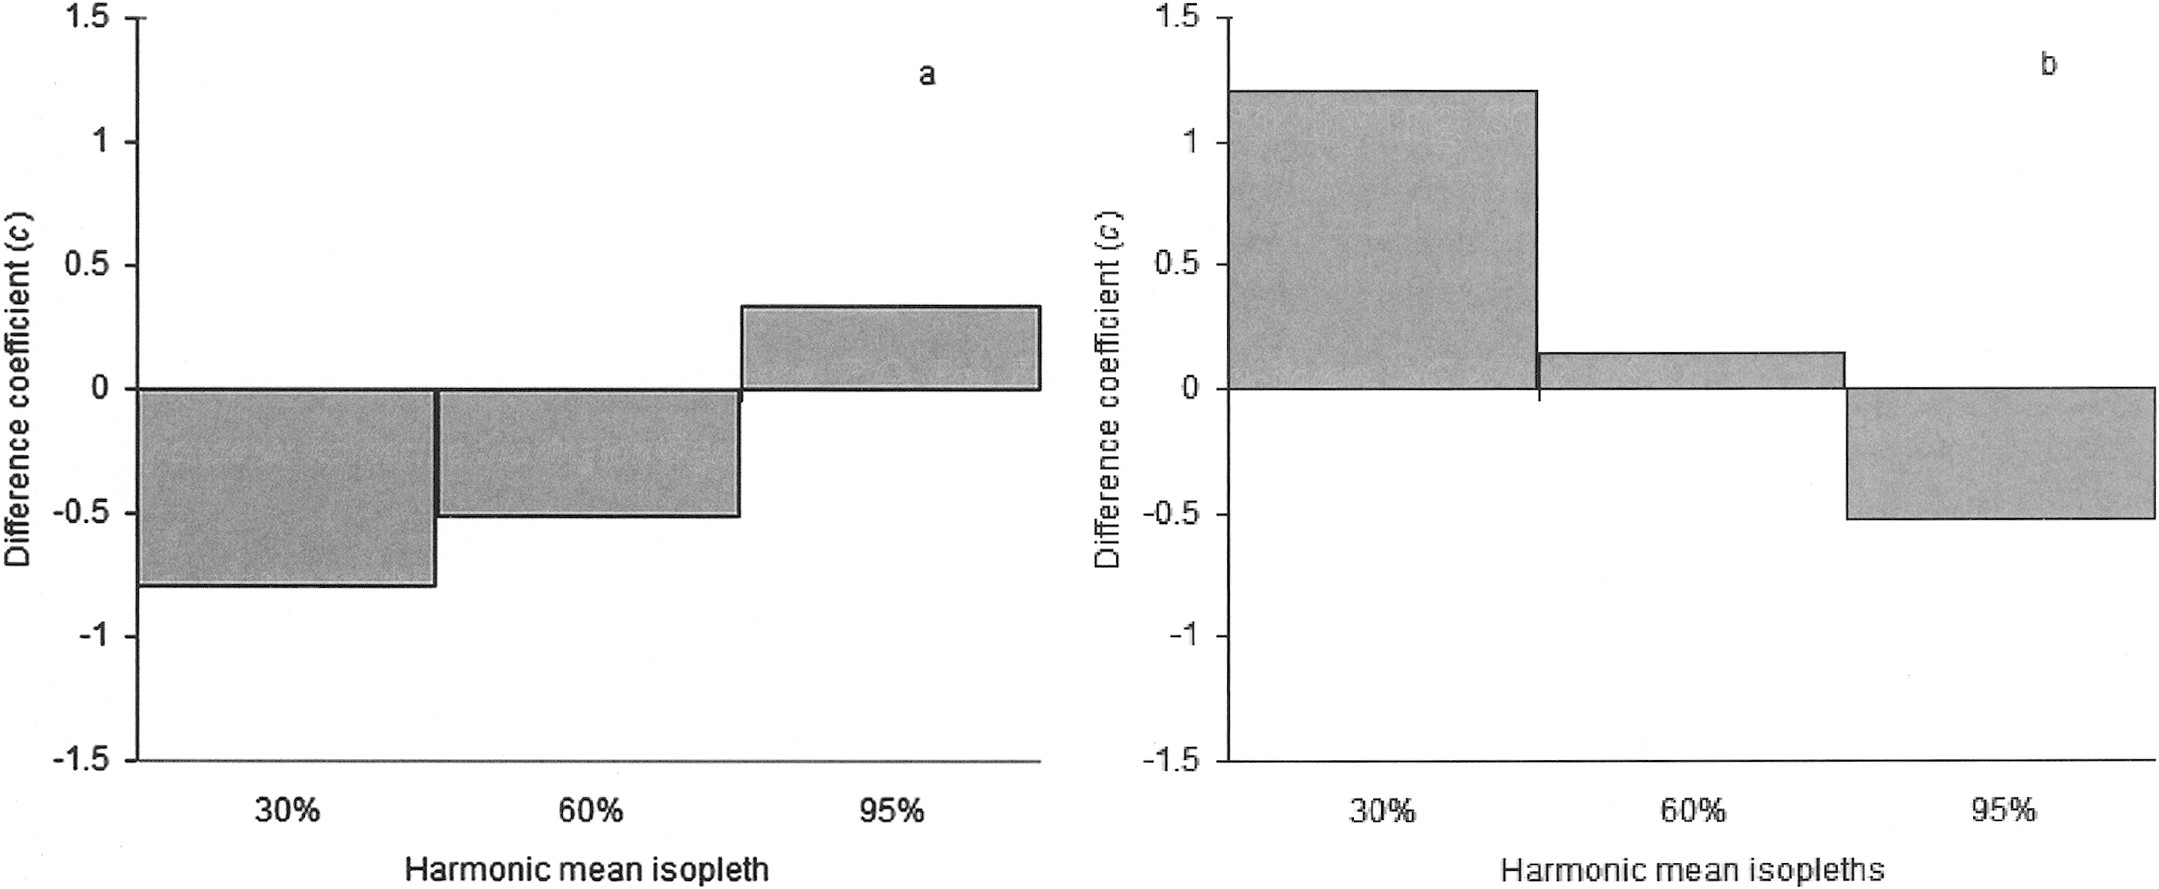 a
1.5
1
0.5
0
-0.5
-1
-1.5
Difference coefficient (c)
30% 60% 95%
Harmonic mean isopleth
b
1.5
1
0.5
0
-0.5
-1
-1.5
Difference coefficient (c)
30% 60% 95%
Harmonic mean isopleths